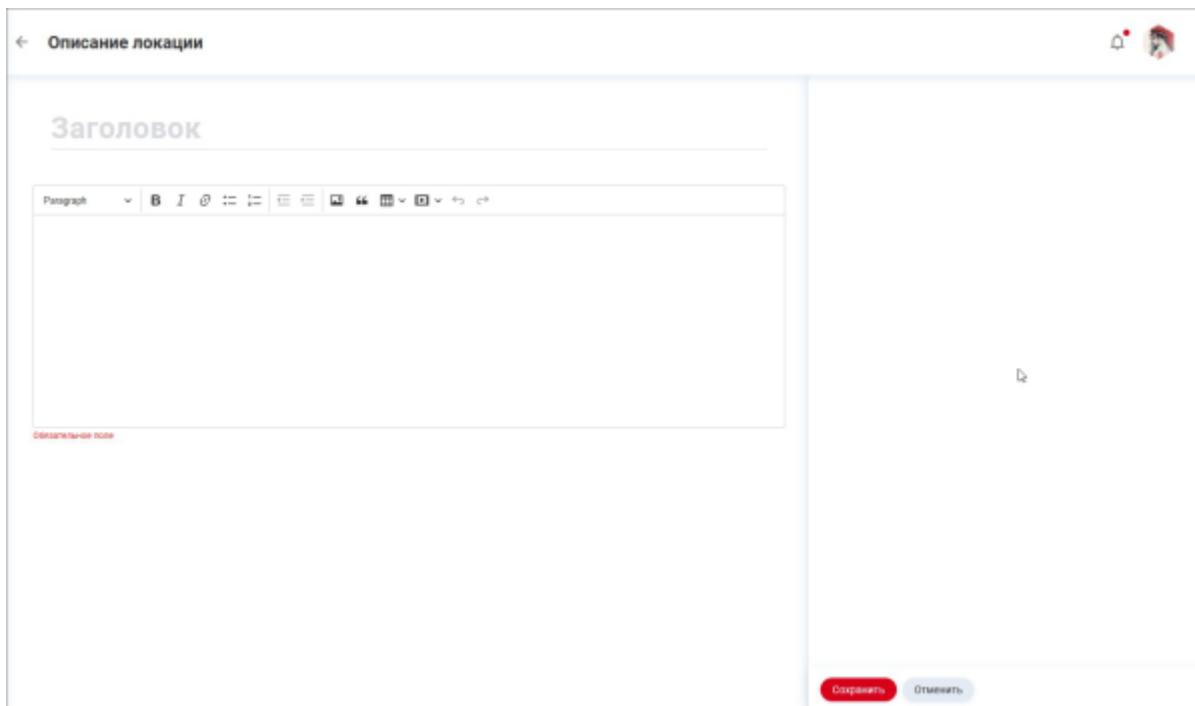 Описание локации
Заголовок
Paragraph
Обязательное поле
Сохранить Отменить